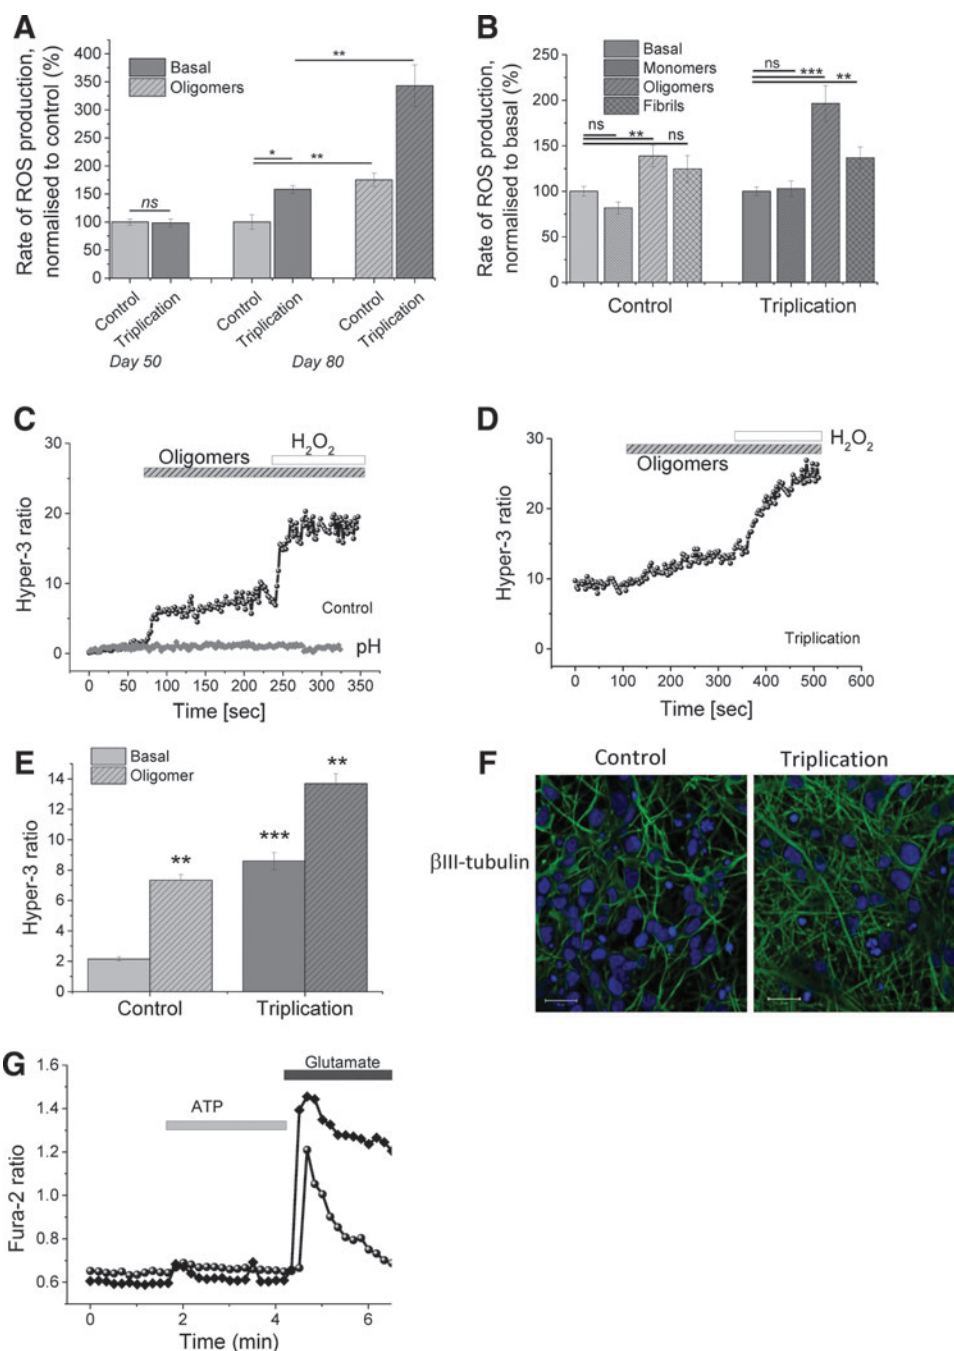 A
Rate of ROS production,
normalised to control (%)
400
350
300
250
200
150
100
50
0
Basal
Oligomers
ns
*
**
**
Control
Triplication
Control
Triplication
Control
Triplication
Day 50
Day 80
B
Rate of ROS production,
normalised to basal (%)
250
200
150
100
50
0
Basal
Monomers
Oligomers
Fibrils
ns
**
ns
ns
***
**
Control
Triplication
C
Hyper-3 ratio
30
20
10
0
Oligomers
H2O2
Control
pH
0 50 100 150 200 250 300 350
Time [sec]
D
Hyper-3 ratio
30
20
10
0
Oligomers
H2O2
Triplication
0 100 200 300 400 500 600
Time [sec]
E
Hyper-3 ratio
14
12
10
8
6
4
2
0
Basal
Oligomer
**
***
**
Control
Triplication
F
Control
Triplication
βIII-tubulin
G
Fura-2 ratio
1.6
1.4
1.2
1.0
0.8
0.6
ATP
Glutamate
0 2 4 6
Time (min)